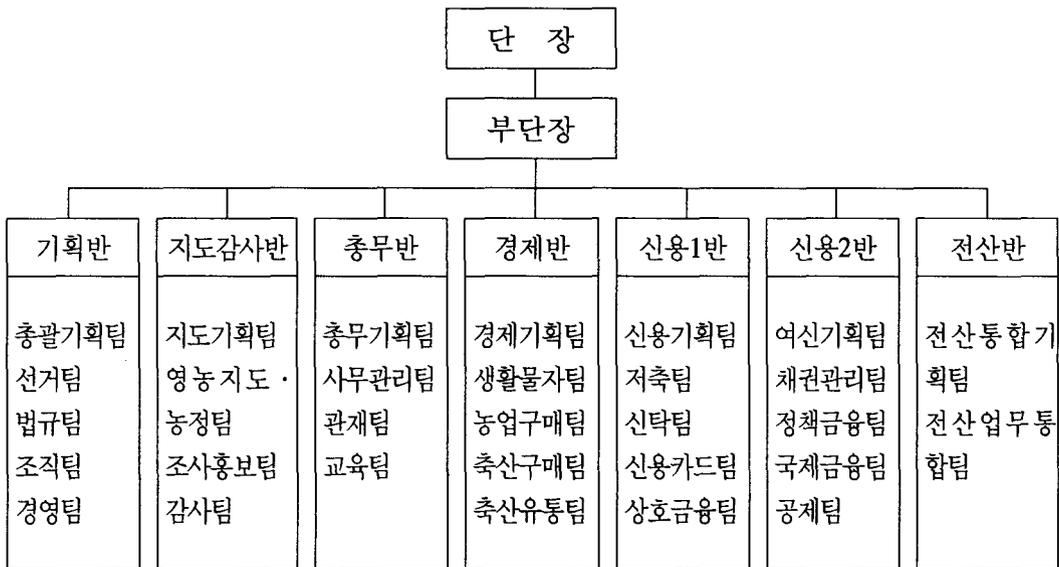 단 장
부단장
기획반
총괄기획팀
선거팀
법규팀
조직팀
경영팀
지도감사반
지도기획팀
영농지도 ·
농정팀
조사홍보팀
감사팀
총무반
총무기획팀
사무관리팀
관재팀
교육팀
경제반
경제기획팀
생활물자팀
농업구매팀
축산구매팀
축산유통팀
신용1반
신용기획팀
저축팀
신탁팀
신용카드팀
상호금융팀
신용2반
여신기획팀
채권관리팀
정책금융팀
국제금융팀
공제팀
전산반
전산통합기
획팀
전산업무통
합팀